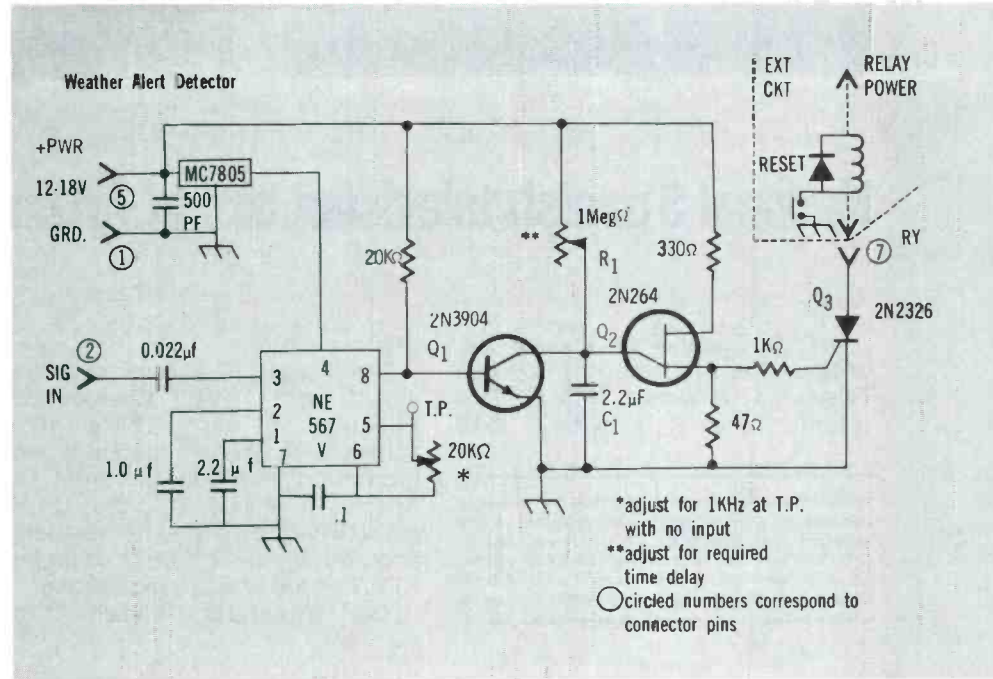 Weather Alert Detector
+PWR
12-18V
⑤
MC7805
500
PF
GRD.
①
EXT
CKT
RELAY
POWER
RESET
RY
⑦
20KΩ
1MegΩ
**
R1
330Ω
2N3904
Q1
2N264
Q2
Q3
2N2326
1KΩ
②
SIG
IN
0.022µf
3
4
8
NE
567
V
2
1
7
5
6
T.P.
20KΩ
*
2.2µF
C1
47Ω
1.0 µf
2.2 µf
.1
*adjust for 1KHz at T.P.
with no input
**adjust for required
time delay
◯circled numbers correspond to
connector pins